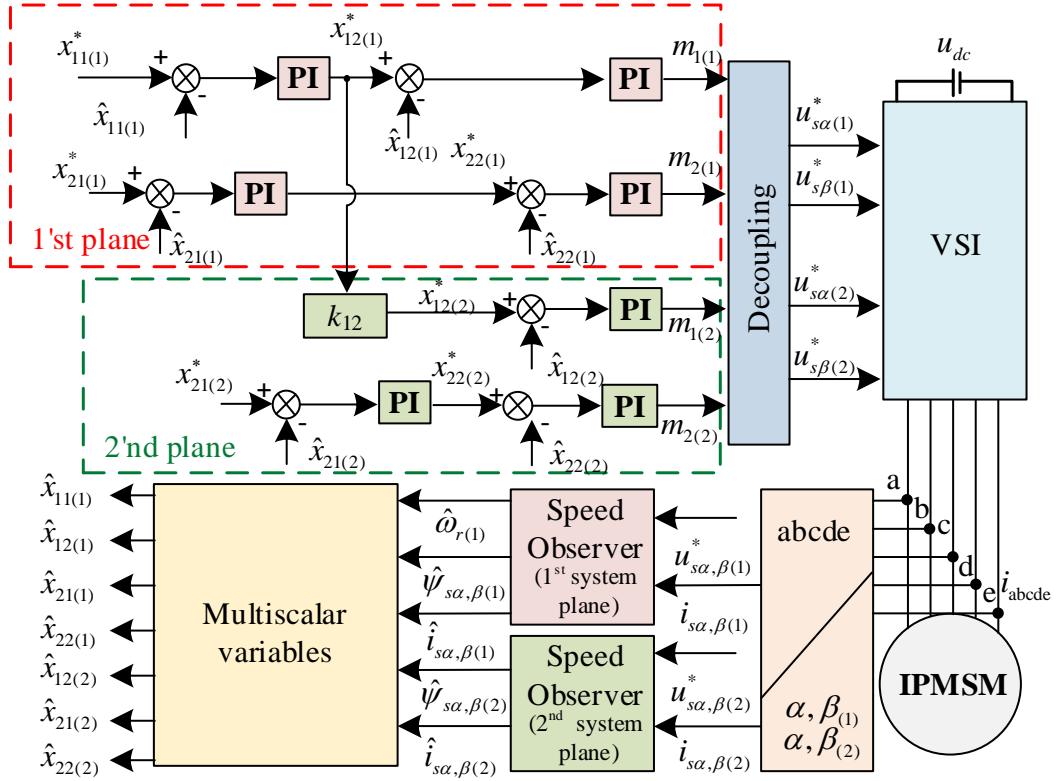 x*11(1)
+
-
x̂11(1)
PI
x*12(1)
+
-
x̂12(1)
PI
m1(1)
x*21(1)
+
-
x̂21(1)
PI
x*22(1)
+
-
x̂22(1)
PI
m2(1)
1'st plane
k12
x*12(2)
+
-
x̂12(2)
PI
m1(2)
x*21(2)
+
-
x̂21(2)
PI
x*22(2)
+
-
x̂22(2)
PI
m2(2)
2'nd plane
Decoupling
u*sα(1)
u*sβ(1)
u*sα(2)
u*sβ(2)
udc
VSI
a
b
c
d
e
iabcde
IPMSM
abcde
α, β(1)
α, β(2)
u*sα,β(1)
isα,β(1)
u*sα,β(2)
isα,β(2)
Speed
Observer
(1st system
plane)
Speed
Observer
(2nd system
plane)
ω̂r(1)
ψ̂sα,β(1)
îsα,β(1)
ψ̂sα,β(2)
îsα,β(2)
Multiscalar
variables
x̂11(1)
x̂12(1)
x̂21(1)
x̂22(1)
x̂12(2)
x̂21(2)
x̂22(2)